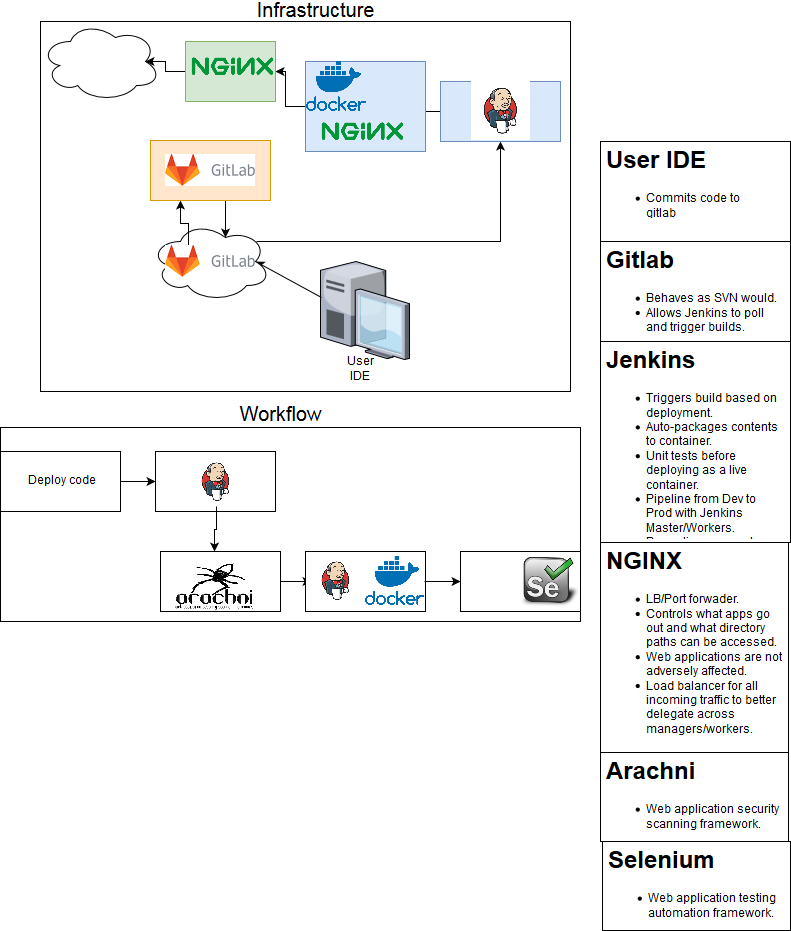 Infrastructure
NGINX
docker
NGINX
GitLab
GitLab
User
IDE
Workflow
Deploy code
arachni
docker
Se
User IDE
Commits code to
gitlab
Gitlab
Behaves as SVN would.
Allows Jenkins to poll
and trigger builds.
Jenkins
Triggers build based on
deployment.
Auto-packages contents
to container.
Unit tests before
deploying as a live
container.
Pipeline from Dev to
Prod with Jenkins
Master/Workers.
NGINX
LB/Port forwader.
Controls what apps go
out and what directory
paths can be accessed.
Web applications are not
adversely affected.
Load balancer for all
incoming traffic to better
delegate across
managers/workers.
Arachni
Web application security
scanning framework.
Selenium
Web application testing
automation framework.